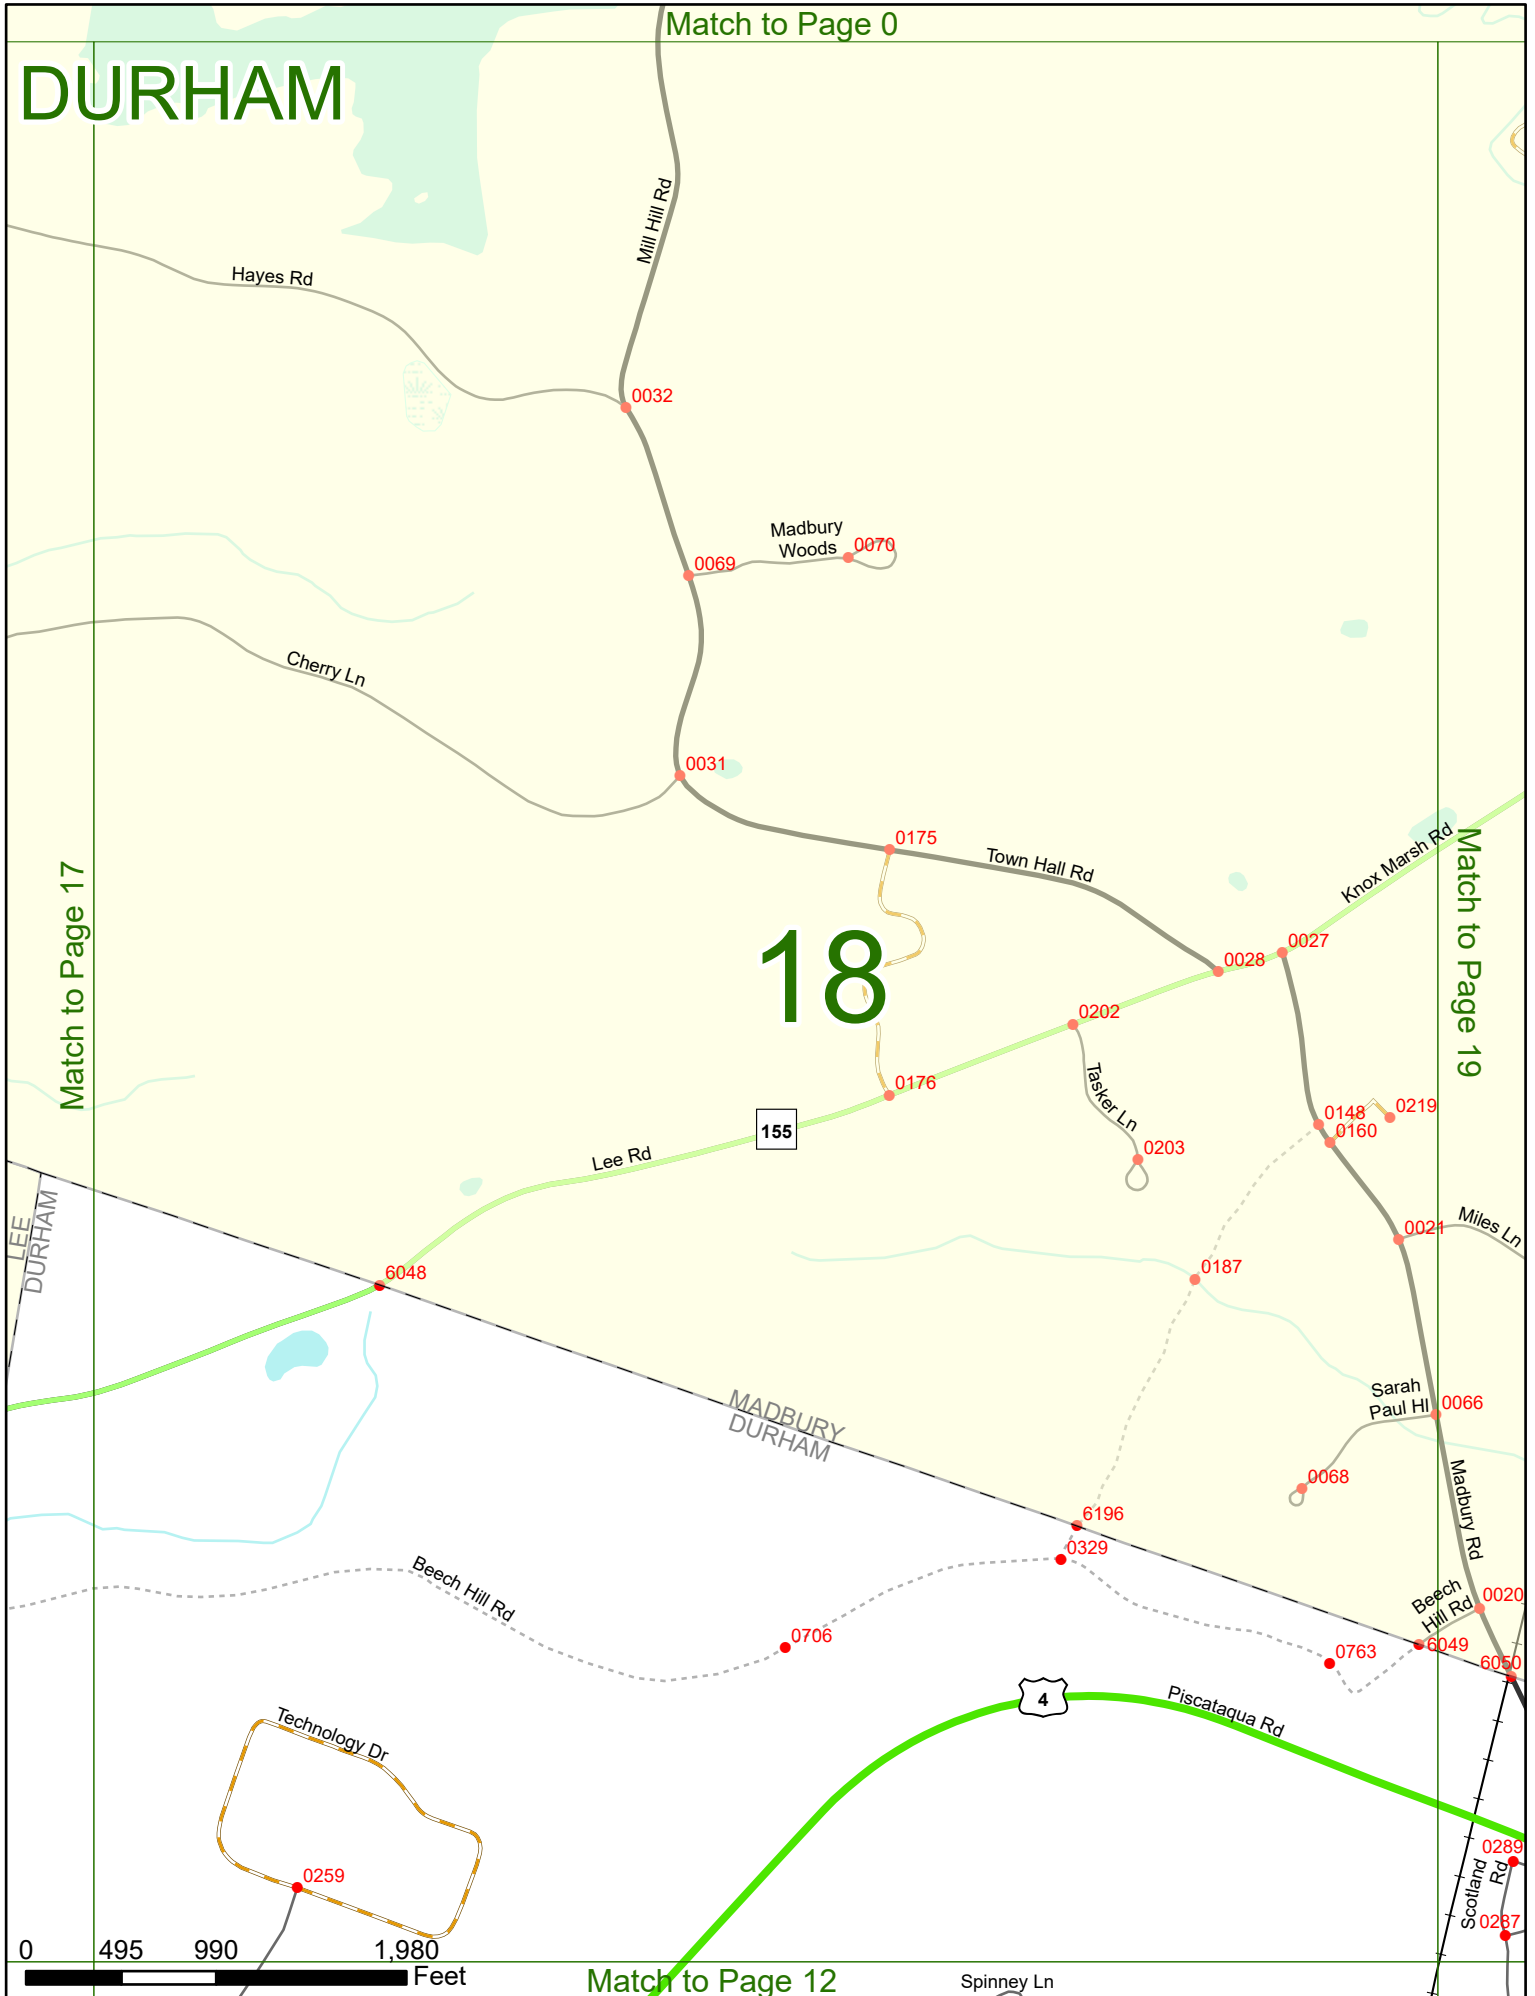 Match to Page 0
DURHAM
Mill Hill Rd
Hayes Rd
0032
Madbury
Woods
0070
0069
Cherry Ln
0031
0175
Town Hall Rd
Knox Marsh Rd
Match to Page 17
Match to Page 19
18
0027
0028
0202
0176
Tasker Ln
0148
0219
0160
155
0203
Lee Rd
LEE
DURHAM
Miles Ln
0021
6048
0187
MADBURY
DURHAM
Sarah
Paul Hl
0066
0068
Madbury Rd
6196
0329
Beech Hill Rd
Beech
Hill Rd
0020
0706
0763
6049
6050
4
Piscataqua Rd
Technology Dr
0259
0289
Scotland
Rd
0287
0
495
990
1,980
Feet
Match to Page 12
Spinney Ln